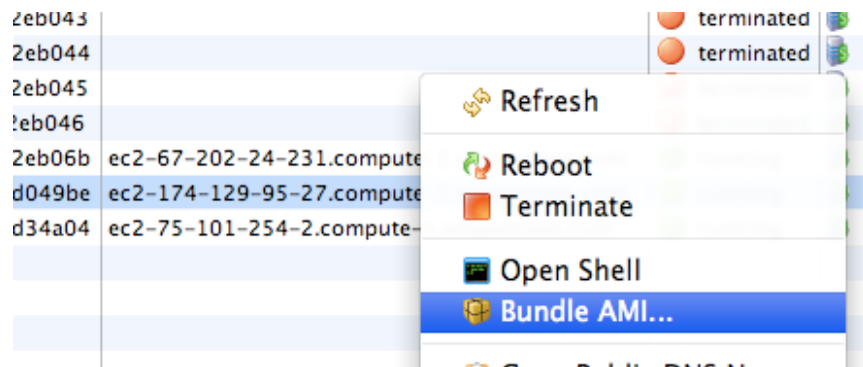 2eb043 terminated
2eb044 terminated
2eb045
2eb046
2eb06b ec2-67-202-24-231.compute
d049be ec2-174-129-95-27.compute
d34a04 ec2-75-101-254-2.compute-
Refresh
Reboot
Terminate
Open Shell
Bundle AMI...